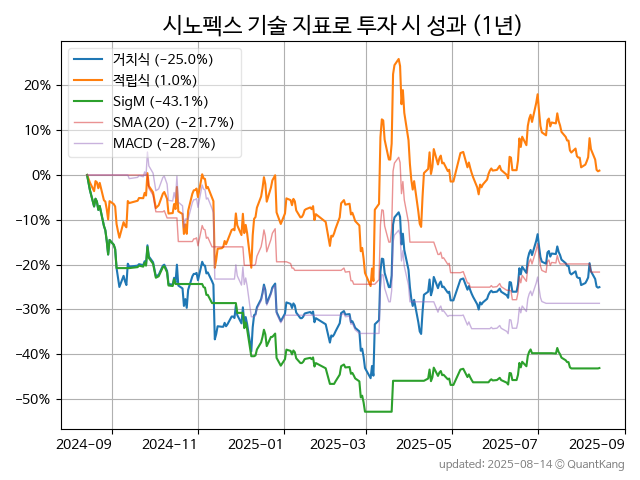 시노펙스 기술 지표로 투자 시 성과 (1년)
거치식 (−25.0%)
적립식 (1.0%)
SigM (−43.1%)
SMA(20) (−21.7%)
MACD (−28.7%)
20%
10%
0%
−10%
−20%
−30%
−40%
−50%
2024−09 2024−11 2025−01 2025−03 2025−05 2025−07 2025−09
updated: 2025-08-14 © QuantKang